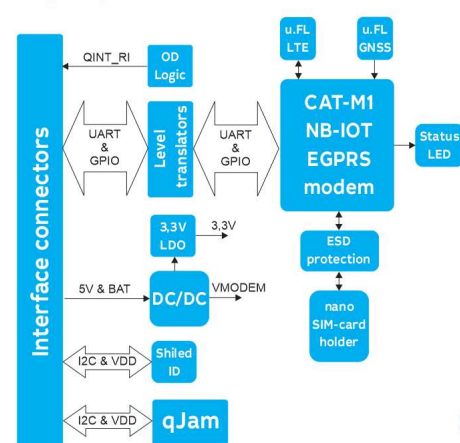 u.FL
LTE
u.FL
GNSS
QINT_RI
OD
Logic
CAT-M1
NB-IOT
EGPRS
modem
Status
LED
Interface connectors
UART
&
GPIO
Level
translators
UART
&
GPIO
3,3V
LDO
3,3V
ESD
protection
5V & BAT
DC/DC
VMODEM
nano
SIM-card
holder
I2C & VDD
Shiled
ID
I2C & VDD
qJam